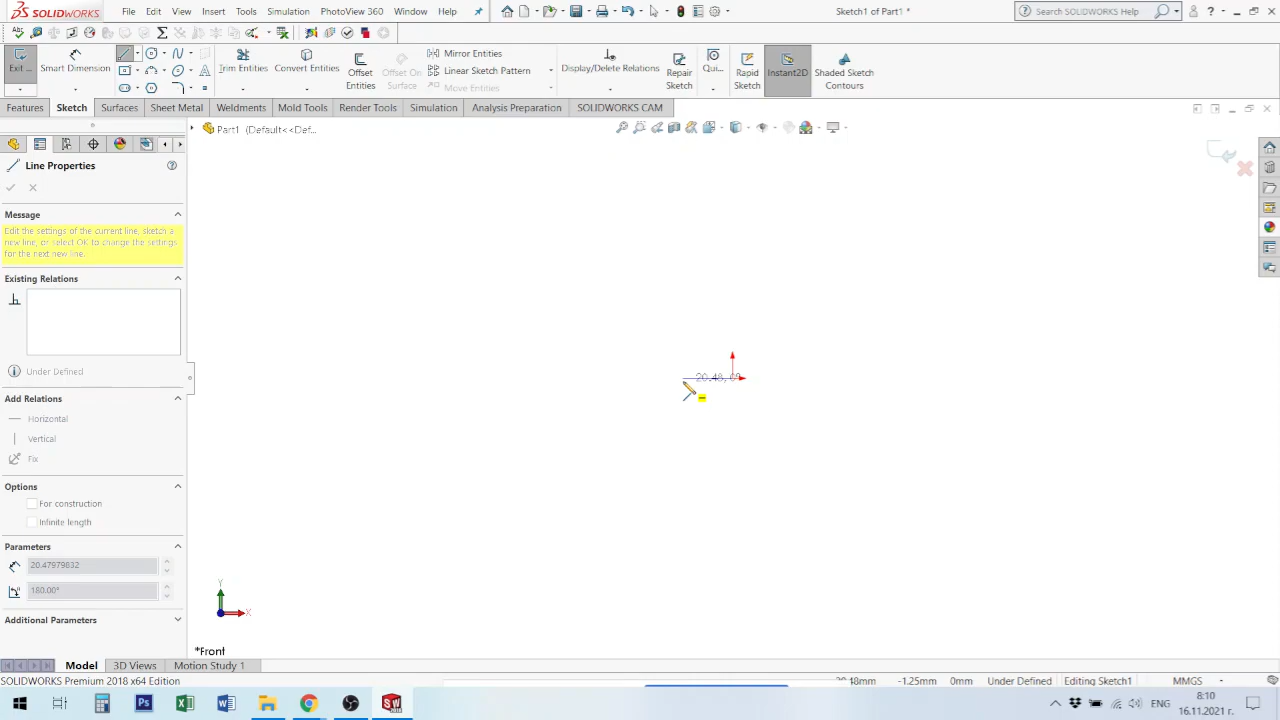 SOLIDWORKS
File Edit View Insert Tools Simulation PhotoView 360 Window Help
Sketch1 of Part1 *
Search SOLIDWORKS Help
Exit ...
Smart Dimension
Trim Entities
Convert Entities
Offset Entities
Offset On Surface
Mirror Entities
Linear Sketch Pattern
Move Entities
Display/Delete Relations
Repair Sketch
Qui...
Rapid Sketch
Instant2D
Shaded Sketch Contours
Features Sketch Surfaces Sheet Metal Weldments Mold Tools Render Tools Simulation Analysis Preparation SOLIDWORKS CAM
Part1 (Default<<Def...
Line Properties
Message
Edit the settings of the current line, sketch a
new line, or select OK to change the settings
for the next new line.
Existing Relations
Under Defined
Add Relations
Horizontal
Vertical
Fix
Options
For construction
Infinite length
Parameters
20.47979832
180.00°
Additional Parameters
Y
X
*Front
Model 3D Views Motion Study 1
SOLIDWORKS Premium 2018 x64 Edition
-1.25mm 0mm Under Defined Editing Sketch1 MMGS
ENG
8:10
16.11.2021 г.